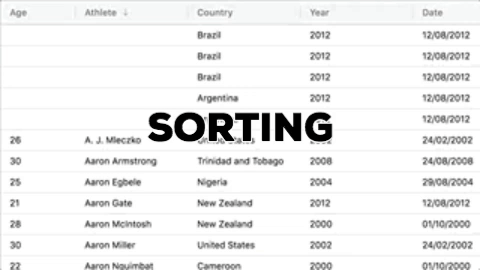 Age Athlete ↓ Country Year Date
Brazil 2012 12/08/2012
Brazil 2012 12/08/2012
Brazil 2012 12/08/2012
Argentina 2012 12/08/2012
2012 12/08/2012
SORTING
26 A. J. Mleczko 24/02/2002
30 Aaron Armstrong Trinidad and Tobago 2008 24/08/2008
25 Aaron Egbele Nigeria 2004 29/08/2004
21 Aaron Gate New Zealand 2012 12/08/2012
28 Aaron McIntosh New Zealand 2000 01/10/2000
30 Aaron Miller United States 2002 24/02/2002
22 Aaron Nguimbat Cameroon 2000 01/10/2000